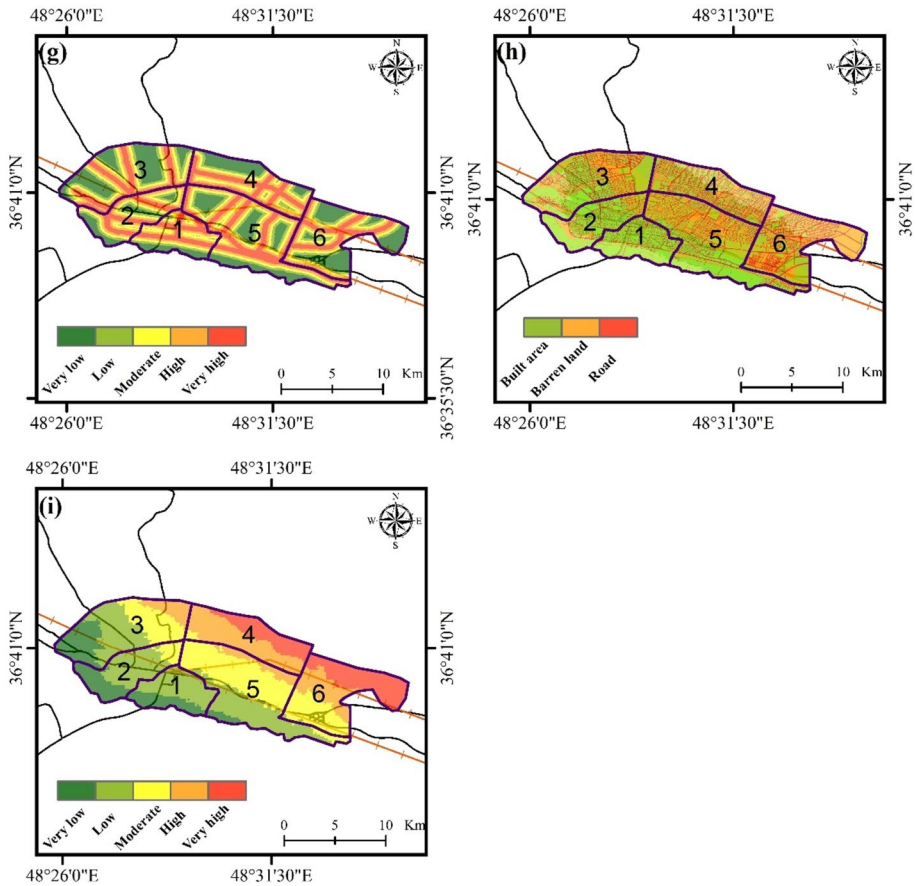 48°26'0"E 48°31'30"E 48°26'0"E 48°31'30"E
(g) N W E S (h) N W E S
36°41'0"N 3 4 2 1 5 6 36°41'0"N 3 4 2 1 5 6 36°41'0"N
Very low Low Moderate High Very high 0 5 10 Km
36°35'30"N
Built area Barren land Road 0 5 10 Km
48°26'0"E 48°31'30"E 48°26'0"E 48°31'30"E
48°26'0"E 48°31'30"E
(i) N W E S
36°41'0"N 3 4 2 1 5 6 36°41'0"N
Very low Low Moderate High Very high 0 5 10 Km
48°26'0"E 48°31'30"E